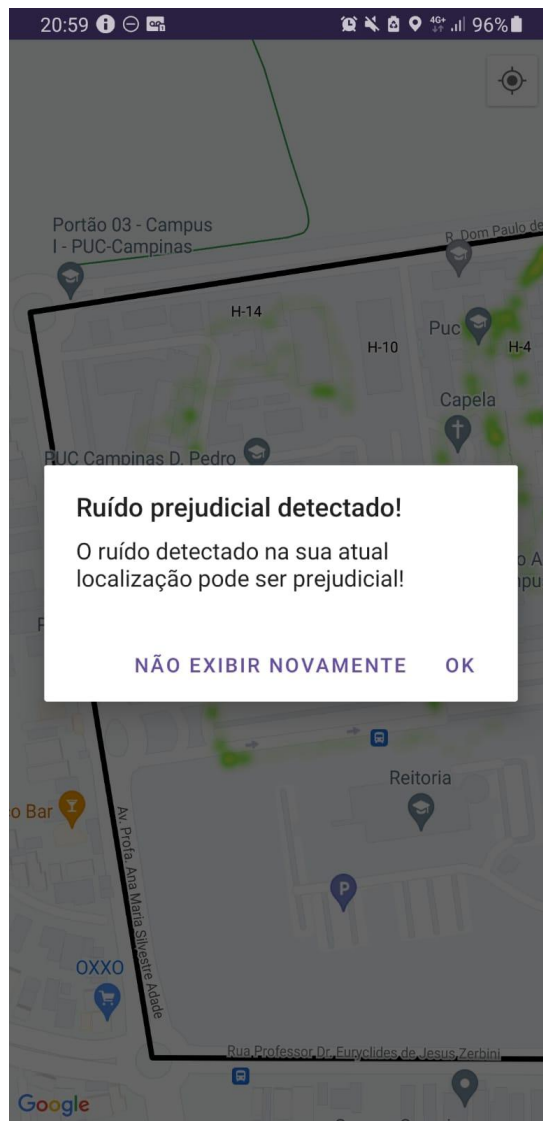 20:59
4G+
96%
Portão 03 - Campus
I - PUC-Campinas
R. Dom Paulo de
H-14
H-10
Puc
H-4
Capela
PUC Campinas D. Pedro
Ruído prejudicial detectado!
O ruído detectado na sua atual
localização pode ser prejudicial!
NÃO EXIBIR NOVAMENTE
OK
Reitoria
o Bar
P
Av. Profa. Ana Maria Silvestre Adade
OXXO
Rua Professor Dr. Euryclides de Jesus Zerbini
Google